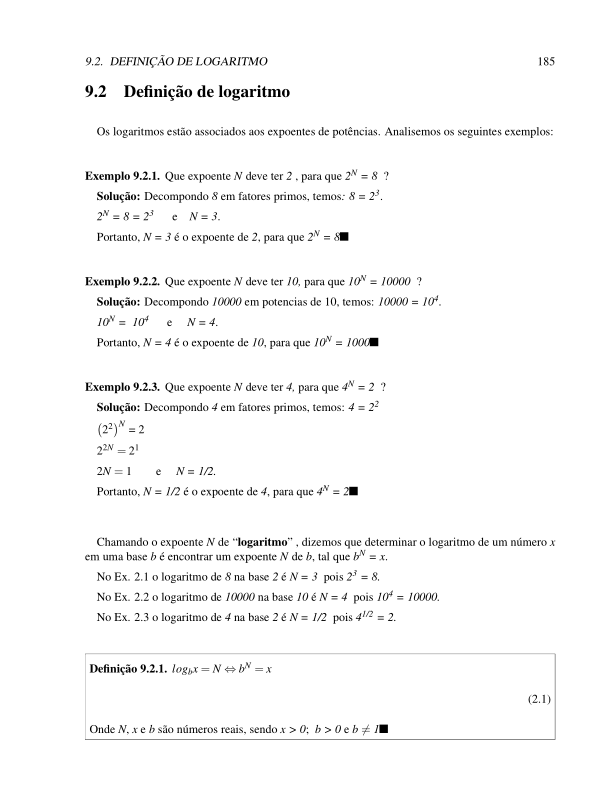 9.2. DEFINIÇÃO DE LOGARITMO 185
9.2 Definição de logaritmo
Os logaritmos estão associados aos expoentes de potências. Analisemos os seguintes exemplos:
Exemplo 9.2.1. Que expoente N deve ter 2 , para que 2^N = 8 ?
Solução: Decompondo 8 em fatores primos, temos: 8 = 2^3.
2^N = 8 = 2^3 e N = 3.
Portanto, N = 3 é o expoente de 2, para que 2^N = 8■
Exemplo 9.2.2. Que expoente N deve ter 10, para que 10^N = 10000 ?
Solução: Decompondo 10000 em potencias de 10, temos: 10000 = 10^4.
10^N = 10^4 e N = 4.
Portanto, N = 4 é o expoente de 10, para que 10^N = 1000■
Exemplo 9.2.3. Que expoente N deve ter 4, para que 4^N = 2 ?
Solução: Decompondo 4 em fatores primos, temos: 4 = 2^2
(2^2)^N = 2
2^2N = 2^1
2N = 1 e N = 1/2.
Portanto, N = 1/2 é o expoente de 4, para que 4^N = 2■
Chamando o expoente N de “logaritmo” , dizemos que determinar o logaritmo de um número x
em uma base b é encontrar um expoente N de b, tal que b^N = x.
No Ex. 2.1 o logaritmo de 8 na base 2 é N = 3 pois 2^3 = 8.
No Ex. 2.2 o logaritmo de 10000 na base 10 é N = 4 pois 10^4 = 10000.
No Ex. 2.3 o logaritmo de 4 na base 2 é N = 1/2 pois 4^1/2 = 2.
Definição 9.2.1. log_b x = N ⇔ b^N = x
(2.1)
Onde N, x e b são números reais, sendo x > 0; b > 0 e b ≠ 1■